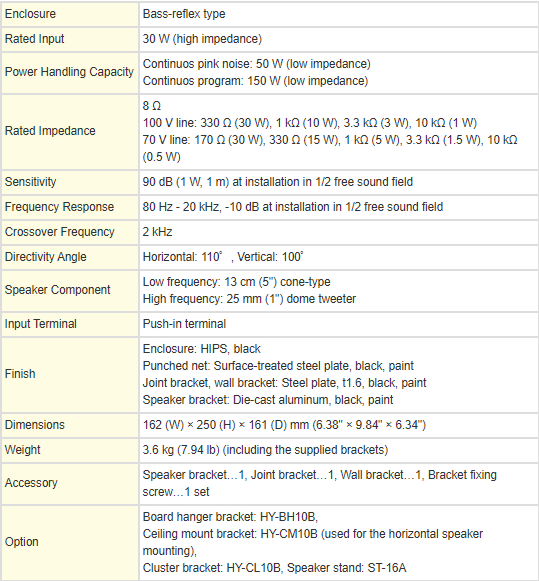 Enclosure
Bass-reflex type
Rated Input
30 W (high impedance)
Power Handling Capacity
Continuos pink noise: 50 W (low impedance)
Continuos program: 150 W (low impedance)
Rated Impedance
8 Ω
100 V line: 330 Ω (30 W), 1 kΩ (10 W), 3.3 kΩ (3 W), 10 kΩ (1 W)
70 V line: 170 Ω (30 W), 330 Ω (15 W), 1 kΩ (5 W), 3.3 kΩ (1.5 W), 10 kΩ
(0.5 W)
Sensitivity
90 dB (1 W, 1 m) at installation in 1/2 free sound field
Frequency Response
80 Hz - 20 kHz, -10 dB at installation in 1/2 free sound field
Crossover Frequency
2 kHz
Directivity Angle
Horizontal: 110° , Vertical: 100°
Speaker Component
Low frequency: 13 cm (5") cone-type
High frequency: 25 mm (1") dome tweeter
Input Terminal
Push-in terminal
Finish
Enclosure: HIPS, black
Punched net: Surface-treated steel plate, black, paint
Joint bracket, wall bracket: Steel plate, t1.6, black, paint
Speaker bracket: Die-cast aluminum, black, paint
Dimensions
162 (W) × 250 (H) × 161 (D) mm (6.38" × 9.84" × 6.34")
Weight
3.6 kg (7.94 lb) (including the supplied brackets)
Accessory
Speaker bracket…1, Joint bracket…1, Wall bracket…1, Bracket fixing
screw…1 set
Option
Board hanger bracket: HY-BH10B,
Ceiling mount bracket: HY-CM10B (used for the horizontal speaker
mounting),
Cluster bracket: HY-CL10B, Speaker stand: ST-16A